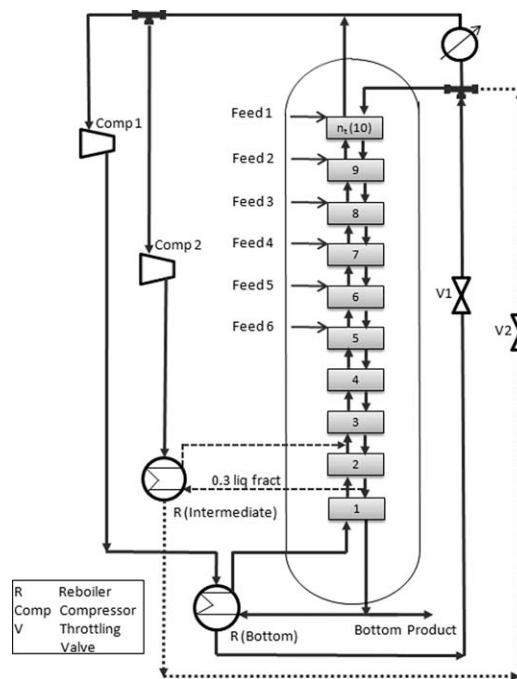 Comp 1
Feed 1
n_t(10)
Feed 2
9
Feed 3
8
Comp 2
Feed 4
7
Feed 5
6
V1
Feed 6
5
V2
4
3
2
0.3 liq fract
1
R (Intermediate)
R Reboiler
Comp Compressor
V Throttling
Valve
R (Bottom)
Bottom Product